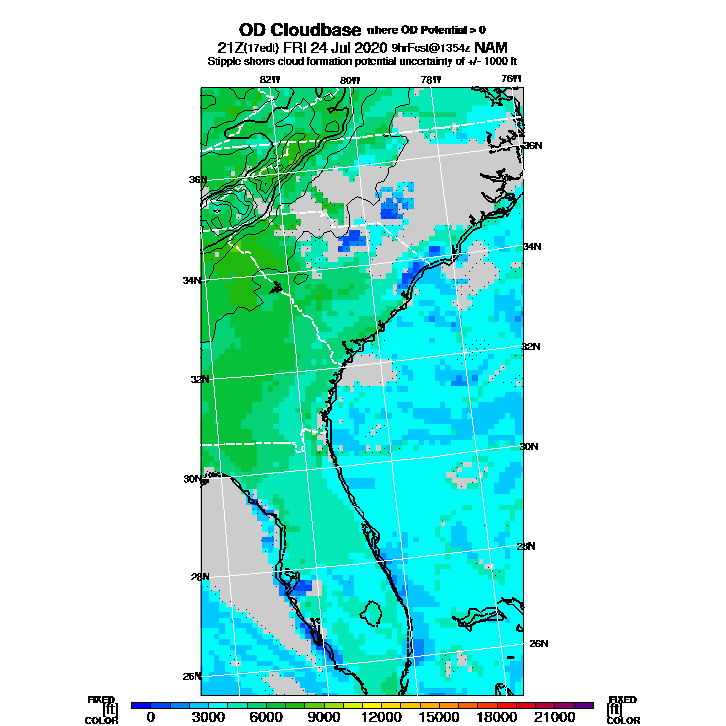 OD Cloudbase where OD Potential > 0
21Z(17edt) FRI 24 Jul 2020 9hrFcst@1354z NAM
Stipple shows cloud formation potential uncertainty of +/- 1000 ft
82W 80W 78W 76W
36N
36N
34N
34N
32N
32N
30N
30N
28N
28N
26N
26N
FIXED FIXED
[ft] 0 3000 6000 9000 12000 15000 18000 21000 [ft]
COLOR COLOR